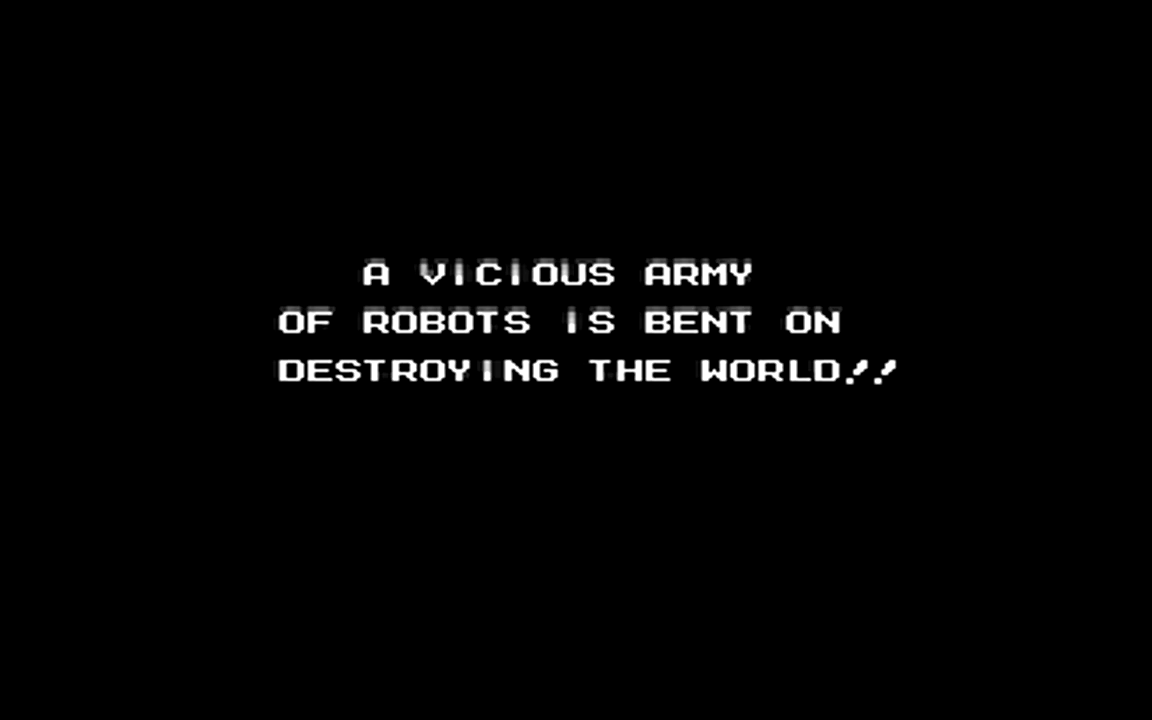 A VICIOUS ARMY
OF ROBOTS IS BENT ON
DESTROYING THE WORLD!!